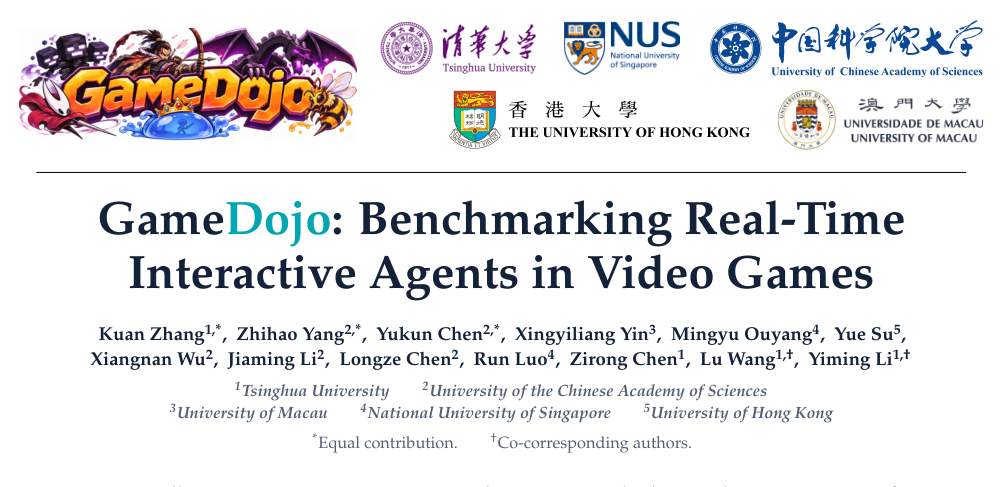 GameDojo
清華大学
Tsinghua University
NUS
National University
of Singapore
中国科学院大学
University of Chinese Academy of Sciences
香港大學
THE UNIVERSITY OF HONG KONG
澳門大學
UNIVERSIDADE DE MACAU
UNIVERSITY OF MACAU
GameDojo: Benchmarking Real-Time
Interactive Agents in Video Games
Kuan Zhang1,*, Zhihao Yang2,*, Yukun Chen2,*, Xingyiliang Yin3, Mingyu Ouyang4, Yue Su5,
Xiangnan Wu2, Jiaming Li2, Longze Chen2, Run Luo4, Zirong Chen1, Lu Wang1,†, Yiming Li1,†
1Tsinghua University 2University of the Chinese Academy of Sciences
3University of Macau 4National University of Singapore 5University of Hong Kong
*Equal contribution. †Co-corresponding authors.